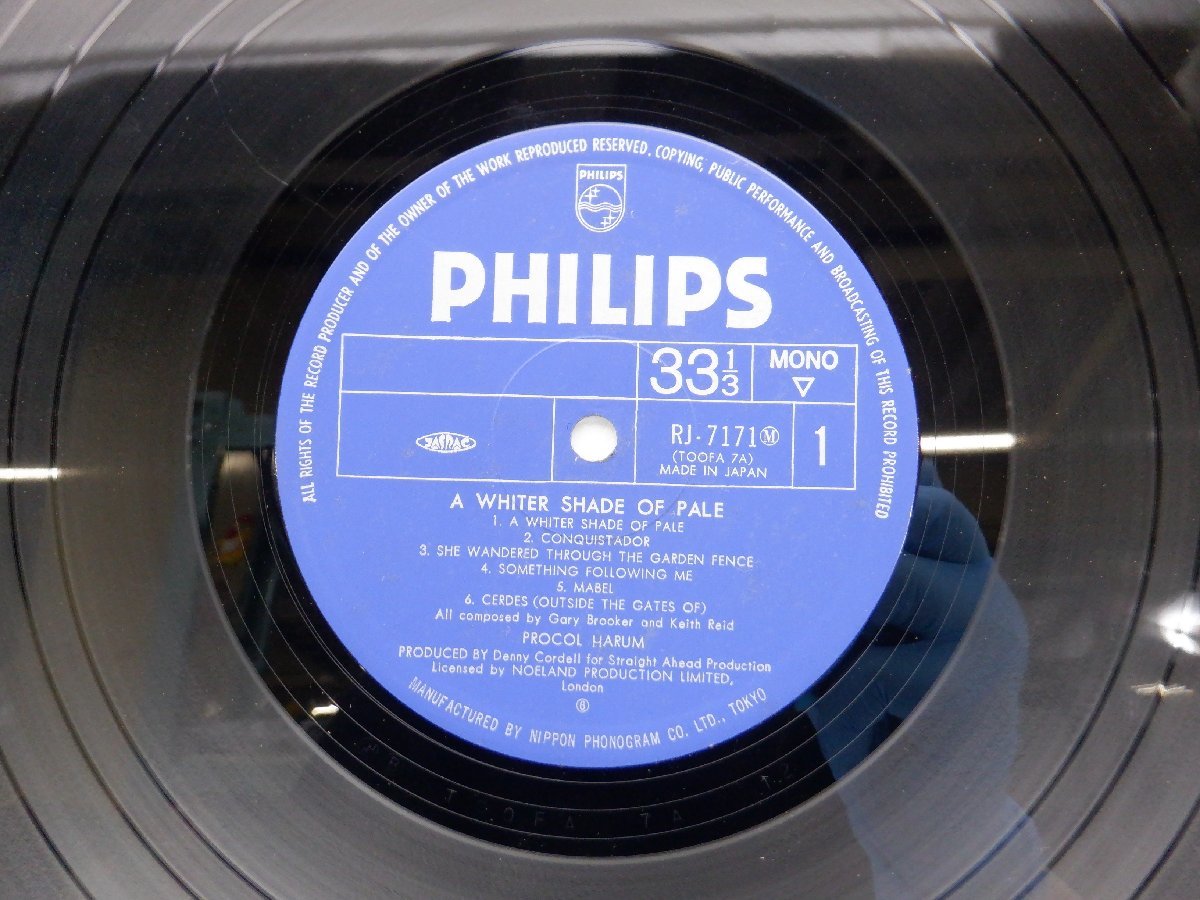 ALL RIGHTS OF THE RECORD PRODUCER AND OF THE OWNER OF THE WORK REPRODUCED RESERVED. COPYING, PUBLIC PERFORMANCE AND BROADCASTING OF THIS RECORD PROHIBITED
PHILIPS
PHILIPS
33 1/3
MONO
▽
JASRAC
RJ-7171 Ⓜ
(TOOFA 7A)
MADE IN JAPAN
1
A WHITER SHADE OF PALE
1. A WHITER SHADE OF PALE
2. CONQUISTADOR
3. SHE WANDERED THROUGH THE GARDEN FENCE
4. SOMETHING FOLLOWING ME
5. MABEL
6. CERDES (OUTSIDE THE GATES OF)
All composed by Gary Brooker and Keith Reid
PROCOL HARUM
PRODUCED BY Denny Cordell for Straight Ahead Production
Licensed by NOELAND PRODUCTION LIMITED,
London
MANUFACTURED BY NIPPON PHONOGRAM CO. LTD., TOKYO
TOOFA 7A